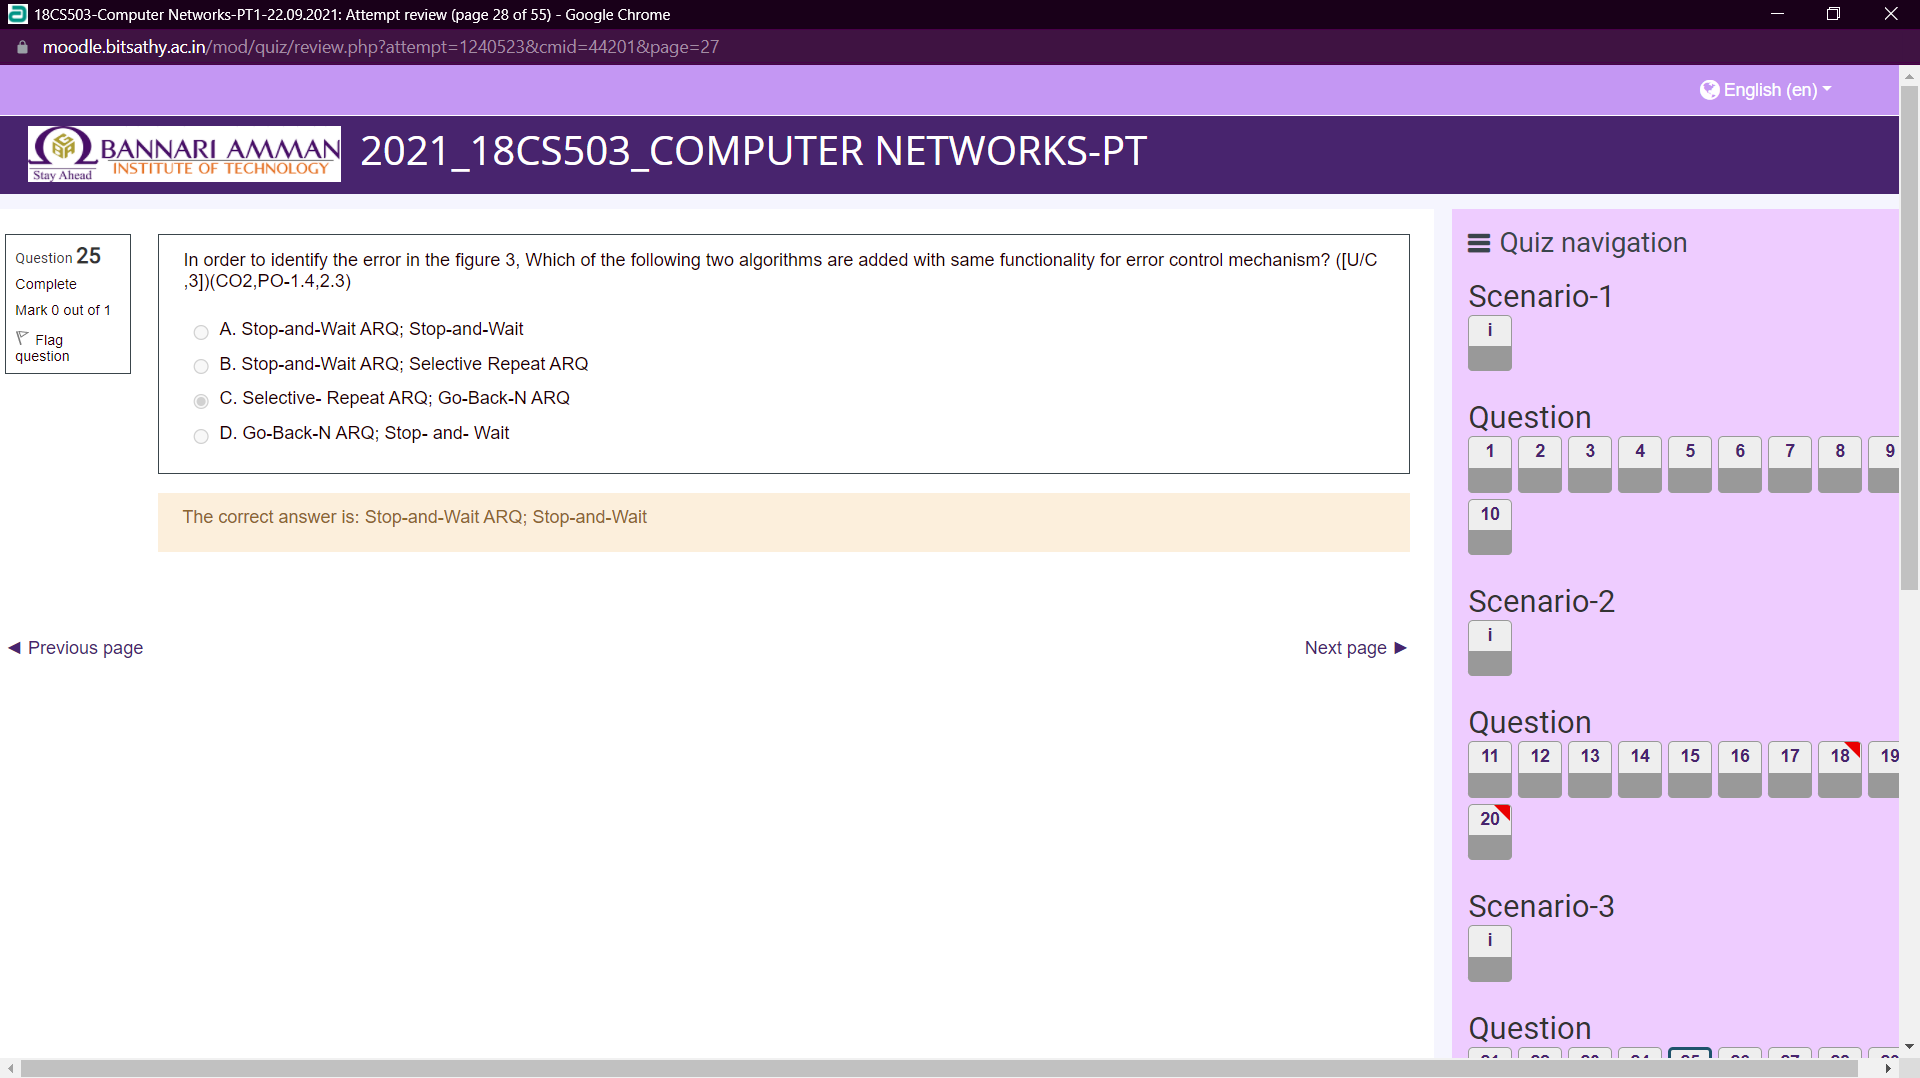 18CS503-Computer Networks-PT1-22.09.2021: Attempt review (page 28 of 55) - Google Chrome
moodle.bitsathy.ac.in/mod/quiz/review.php?attempt=1240523&cmid=44201&page=27
English (en)
BANNARI AMMAN
INSTITUTE OF TECHNOLOGY
Stay Ahead
2021_18CS503_COMPUTER NETWORKS-PT
Question 25
Complete
Mark 0 out of 1
Flag
question
In order to identify the error in the figure 3, Which of the following two algorithms are added with same functionality for error control mechanism? ([U/C
,3])(CO2,PO-1.4,2.3)
A. Stop-and-Wait ARQ; Stop-and-Wait
B. Stop-and-Wait ARQ; Selective Repeat ARQ
C. Selective- Repeat ARQ; Go-Back-N ARQ
D. Go-Back-N ARQ; Stop- and- Wait
The correct answer is: Stop-and-Wait ARQ; Stop-and-Wait
◄ Previous page
Next page ►
Quiz navigation
Scenario-1
i
Question
1 2 3 4 5 6 7 8 9
10
Scenario-2
i
Question
11 12 13 14 15 16 17 18 19
20
Scenario-3
i
Question